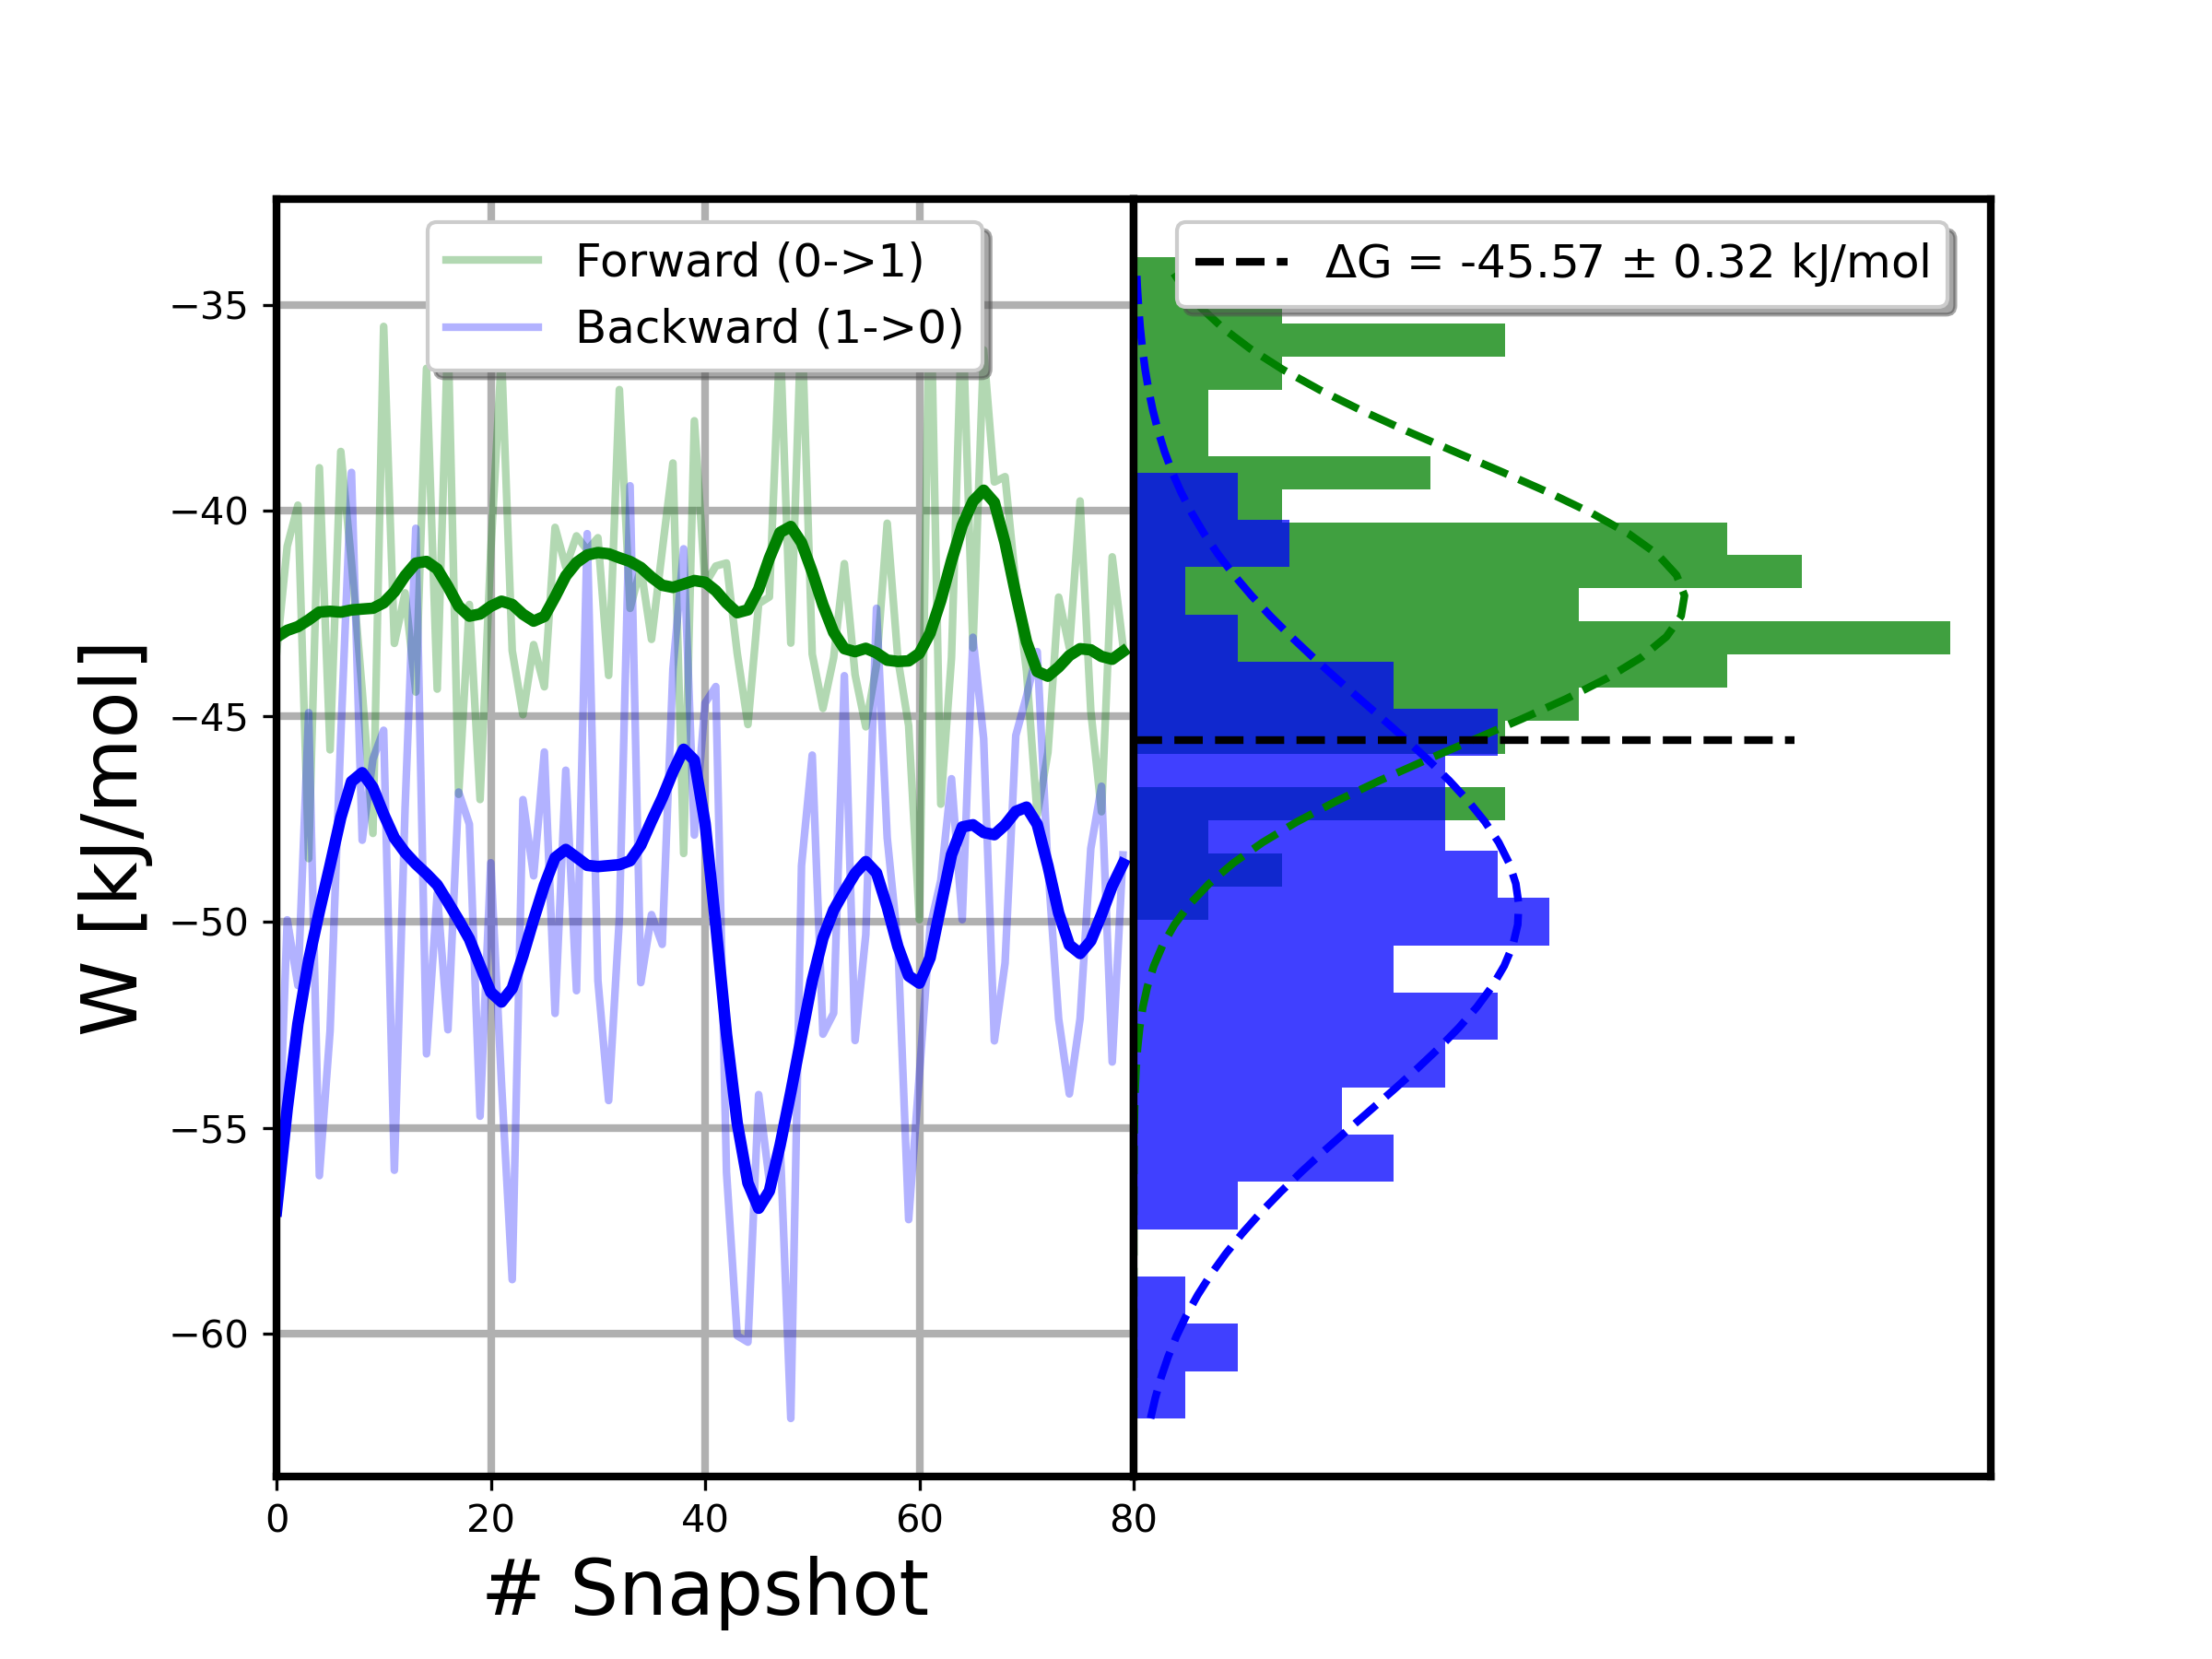 Forward (0->1)
Backward (1->0)
ΔG = -45.57 ± 0.32 kJ/mol
W [kJ/mol]
−35
−40
−45
−50
−55
−60
0
20
40
60
80
# Snapshot